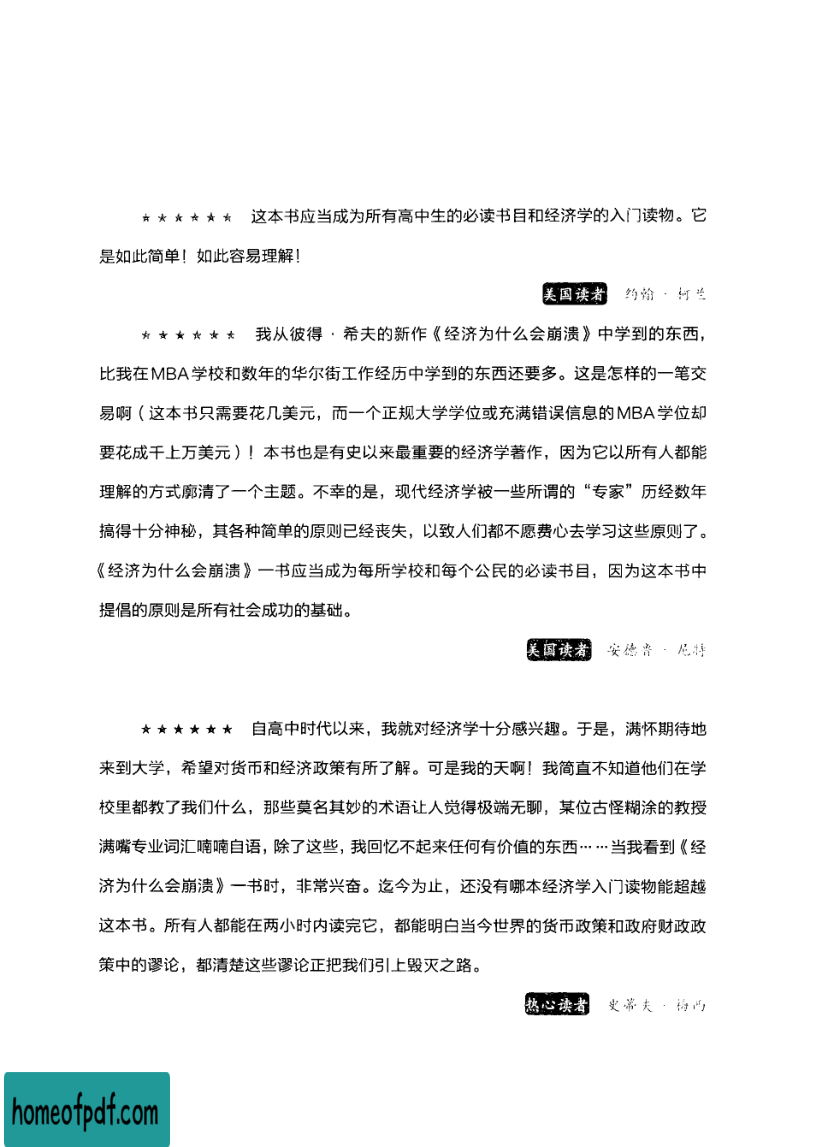 ★★★★★★ 这本书应当成为所有高中生的必读书目和经济学的入门读物。它
是如此简单！如此容易理解！
美国读者 约翰·柯兰
★★★★★★ 我从彼得·希夫的新作《经济为什么会崩溃》中学到的东西，
比我在MBA学校和数年的华尔街工作经历中学到的东西还要多。这是怎样的一笔交
易啊（这本书只需要花几美元，而一个正规大学学位或充满错误信息的MBA学位却
要花成千上万美元）！本书也是有史以来最重要的经济学著作，因为它以所有人都能
理解的方式廓清了一个主题。不幸的是，现代经济学被一些所谓的“专家”历经数年
搞得十分神秘，其各种简单的原则已经丧失，以致人们都不愿费心去学习这些原则了。
《经济为什么会崩溃》一书应当成为每所学校和每个公民的必读书目，因为这本书中
提倡的原则是所有社会成功的基础。
美国读者 安德鲁·尼特
★★★★★★ 自高中时代以来，我就对经济学十分感兴趣。于是，满怀期待地
来到大学，希望对货币和经济政策有所了解。可是我的天啊！我简直不知道他们在学
校里都教了我们什么，那些莫名其妙的术语让人觉得极端无聊，某位古怪糊涂的教授
满嘴专业词汇喃喃自语，除了这些，我回忆不起来任何有价值的东西……当我看到《经
济为什么会崩溃》一书时，非常兴奋。迄今为止，还没有哪本经济学入门读物能超越
这本书。所有人都能在两小时内读完它，都能明白当今世界的货币政策和政府财政政
策中的谬论，都清楚这些谬论正把我们引上毁灭之路。
热心读者 史蒂夫·梅西
homeofpdf.com